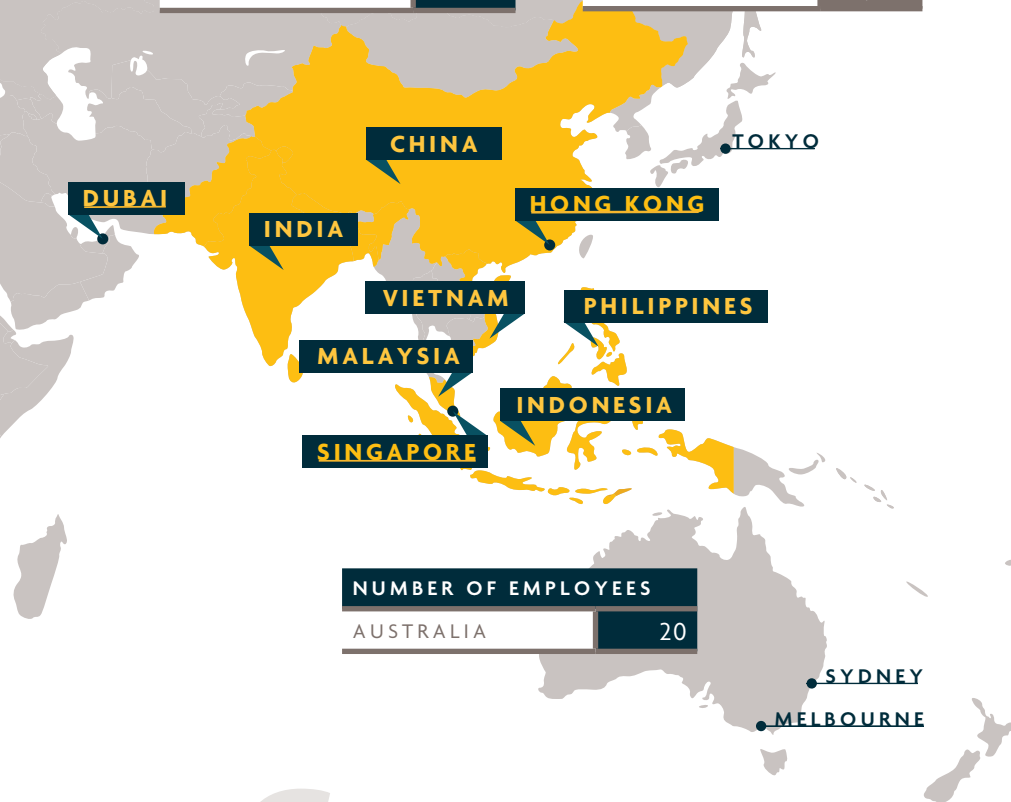 CHINA
TOKYO
DUBAI
HONG KONG
INDIA
VIETNAM
PHILIPPINES
MALAYSIA
INDONESIA
SINGAPORE
NUMBER OF EMPLOYEES
AUSTRALIA 20
SYDNEY
MELBOURNE